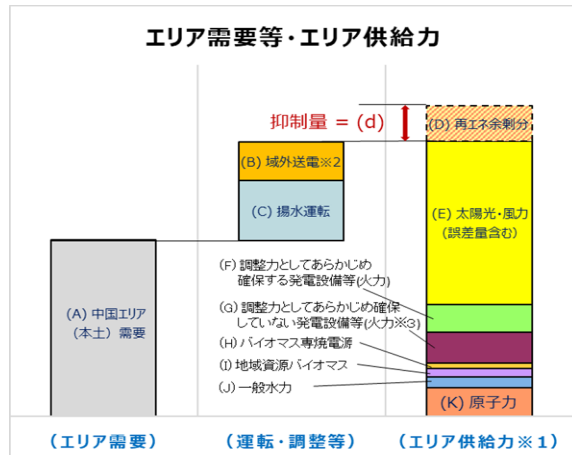 エリア需要等・エリア供給力
抑制量 = (d)
(D) 再エネ余剰分
(B) 域外送電※2
(C) 揚水運転
(E) 太陽光・風力
(誤差量含む)
(A) 中国エリア
(本土) 需要
(F) 調整力としてあらかじめ
確保する発電設備等(火力)
(G) 調整力としてあらかじめ確保
していない発電設備等(火力※3)
(H) バイオマス専焼電源
(I) 地域資源バイオマス
(J) 一般水力
(K) 原子力
(エリア需要)
(運転・調整等)
(エリア供給力※1)